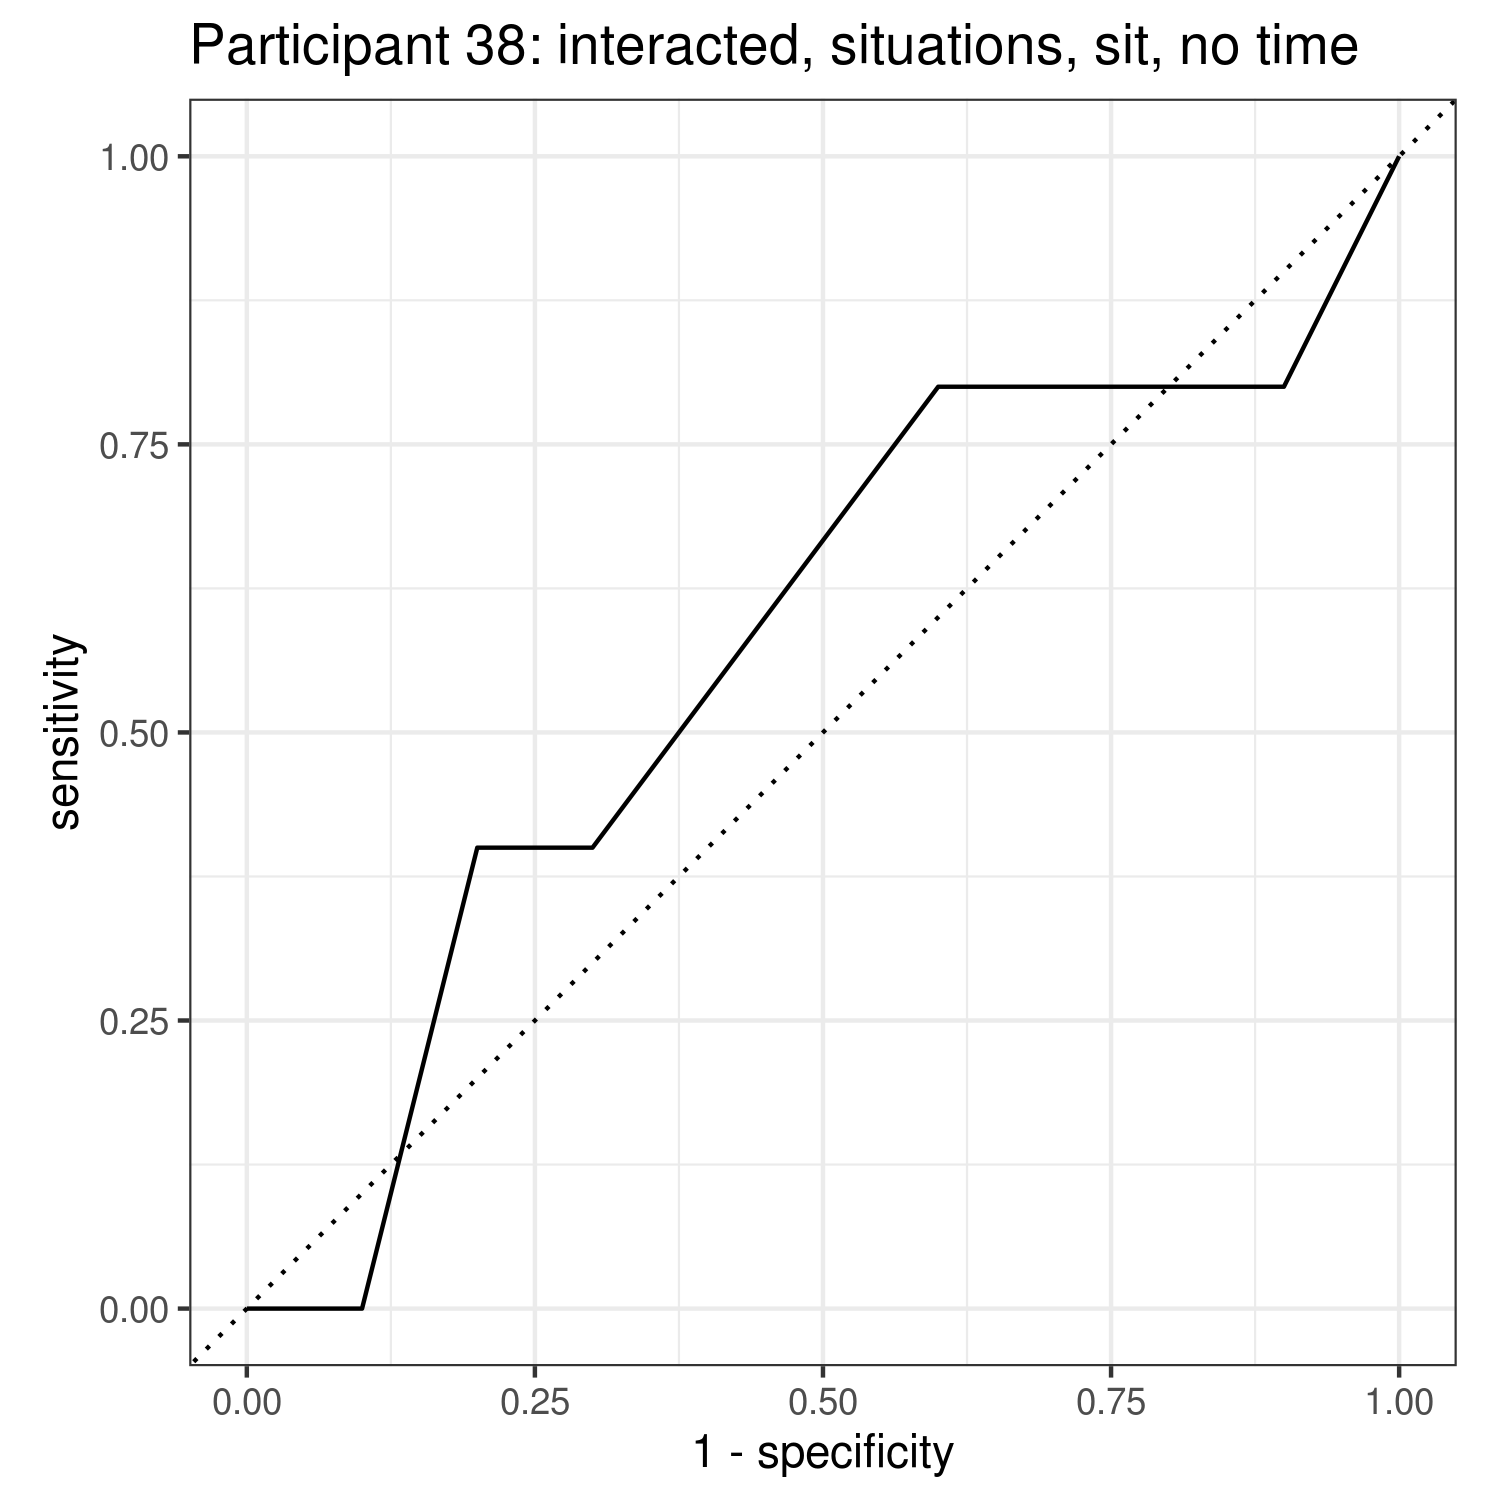 Participant 38: interacted, situations, sit, no time
1.00
0.75
0.50
0.25
0.00
sensitivity
0.00 0.25 0.50 0.75 1.00
1 - specificity